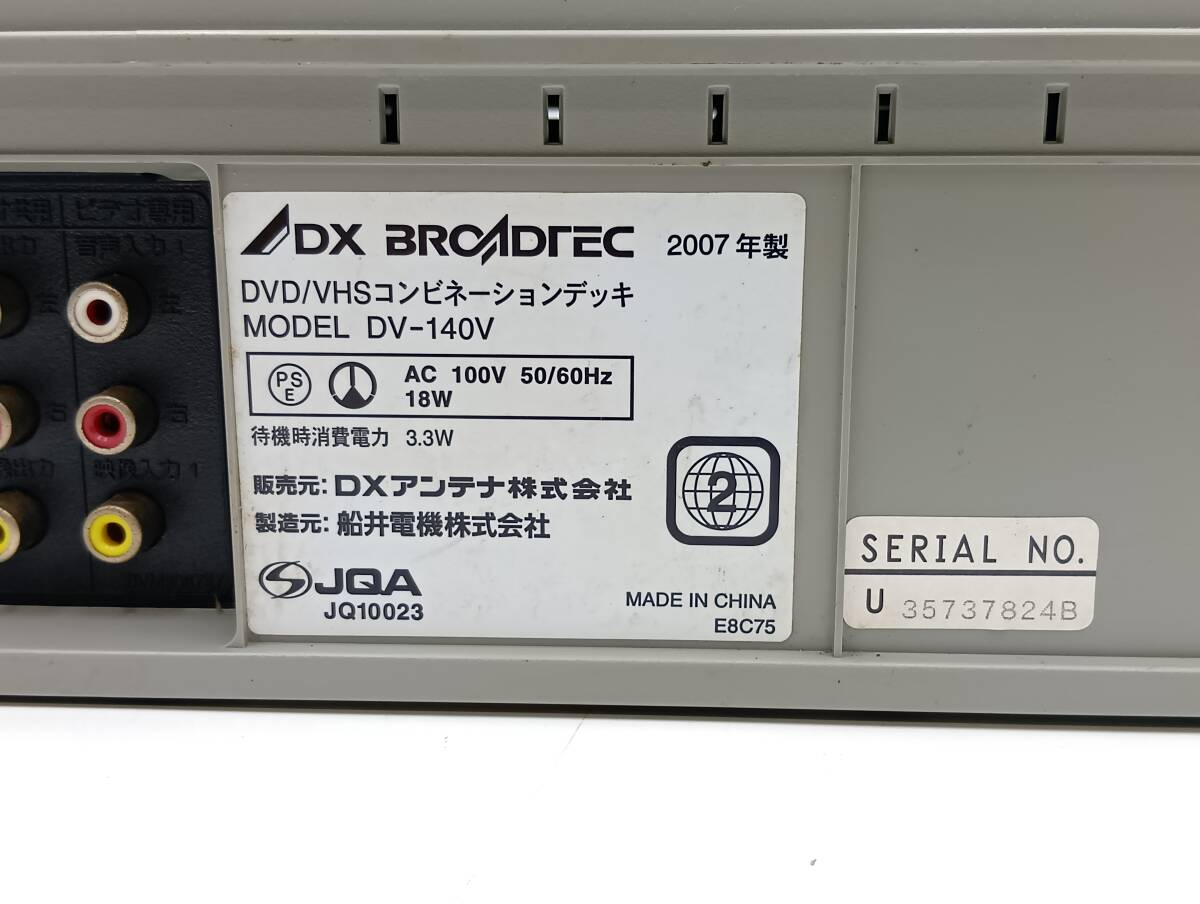 ビデオ専用
音声入力 1
左
右
映像入力 1
DX BROADTEC 2007年製
DVD/VHSコンビネーションデッキ
MODEL DV-140V
PS E
AC 100V 50/60Hz
18W
待機時消費電力 3.3W
販売元: DXアンテナ株式会社
製造元: 船井電機株式会社
2
JQA
JQ10023
MADE IN CHINA
E8C75
SERIAL NO.
U 35737824B